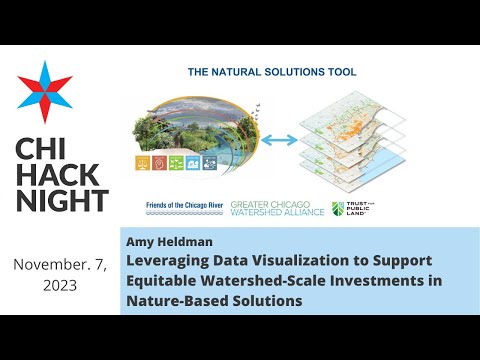 CHI
HACK
NIGHT
November. 7,
2023
THE NATURAL SOLUTIONS TOOL
Friends of the Chicago River
GREATER CHICAGO
WATERSHED ALLIANCE
TRUST FOR
PUBLIC
LAND
Amy Heldman
Leveraging Data Visualization to Support
Equitable Watershed-Scale Investments in
Nature-Based Solutions